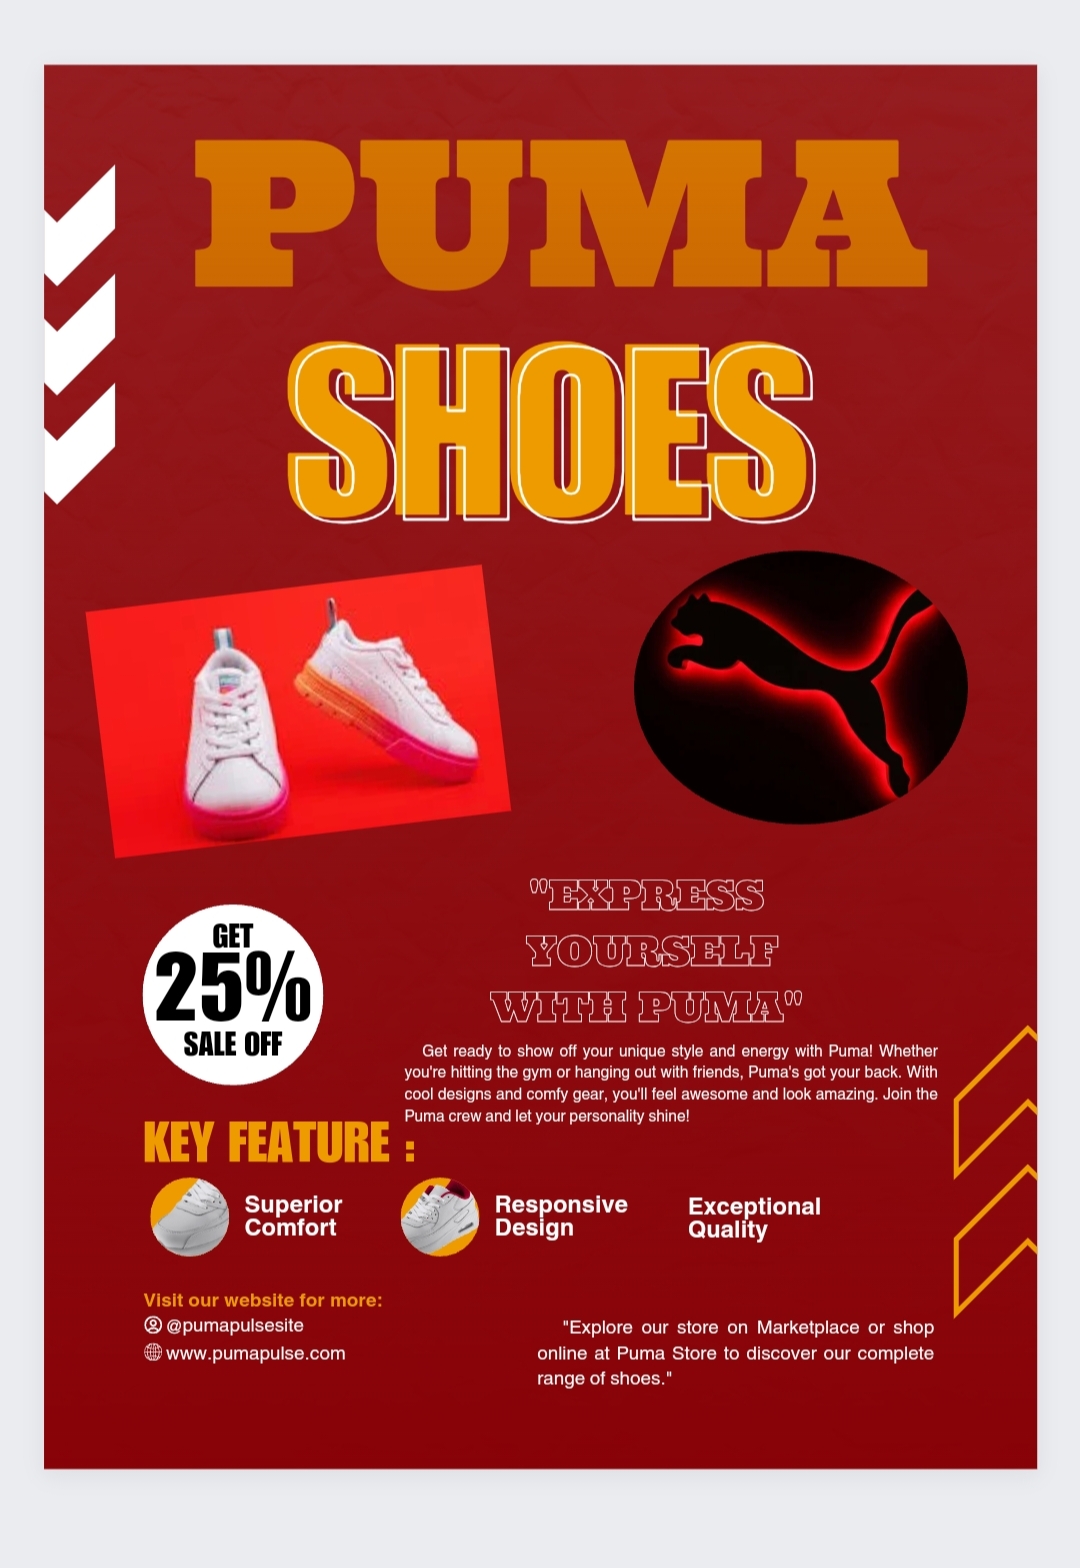 PUMA
SHOES
GET
25%
SALE OFF
"EXPRESS
YOURSELF
WITH PUMA"
Get ready to show off your unique style and energy with Puma! Whether
you're hitting the gym or hanging out with friends, Puma's got your back. With
cool designs and comfy gear, you'll feel awesome and look amazing. Join the
Puma crew and let your personality shine!
KEY FEATURE :
Superior
Comfort
Responsive
Design
Exceptional
Quality
Visit our website for more:
@pumapulsesite
www.pumapulse.com
"Explore our store on Marketplace or shop
online at Puma Store to discover our complete
range of shoes."